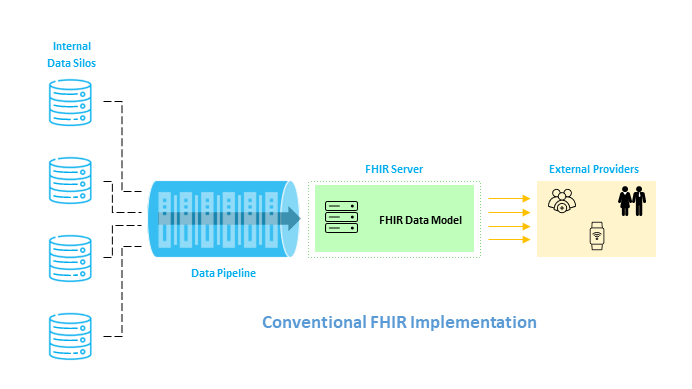 Internal
Data Silos
FHIR Server
External Providers
FHIR Data Model
Data Pipeline
Conventional FHIR Implementation